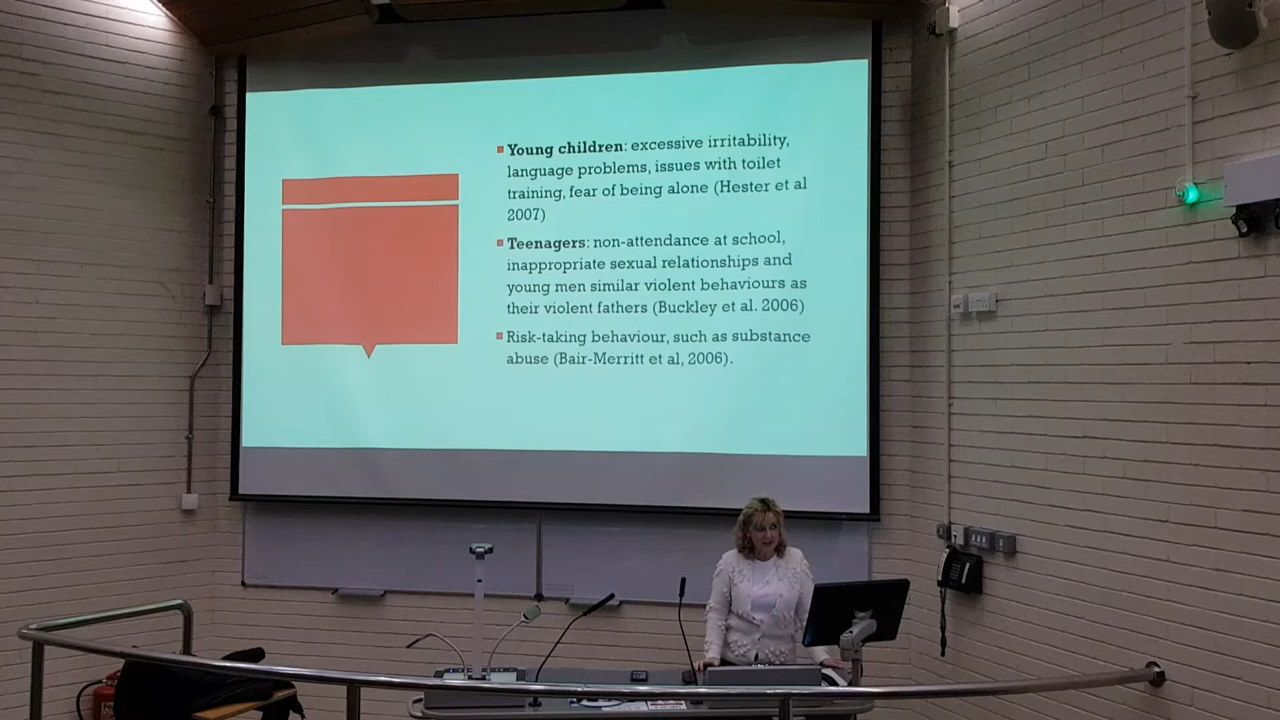 Young children: excessive irritability,
language problems, issues with toilet
training, fear of being alone (Hester et al
2007)
Teenagers: non-attendance at school,
inappropriate sexual relationships and
young men similar violent behaviours as
their violent fathers (Buckley et al. 2006)
Risk-taking behaviour, such as substance
abuse (Bair-Merritt et al, 2006).